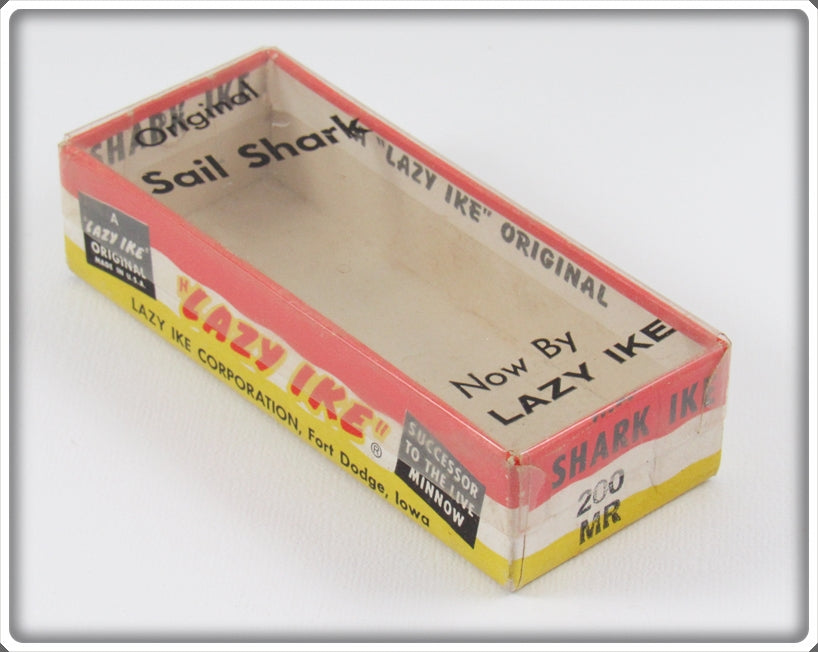 Original
Sail Shark
Now By
LAZY IKE
SHARK IKE
"LAZY IKE" ORIGINAL
A
"LAZY IKE"
ORIGINAL
MADE IN U.S.A.
"LAZY IKE"®
LAZY IKE CORPORATION, Fort Dodge, Iowa
SUCCESSOR
TO THE LIVE
MINNOW
SHARK IKE
200
MR